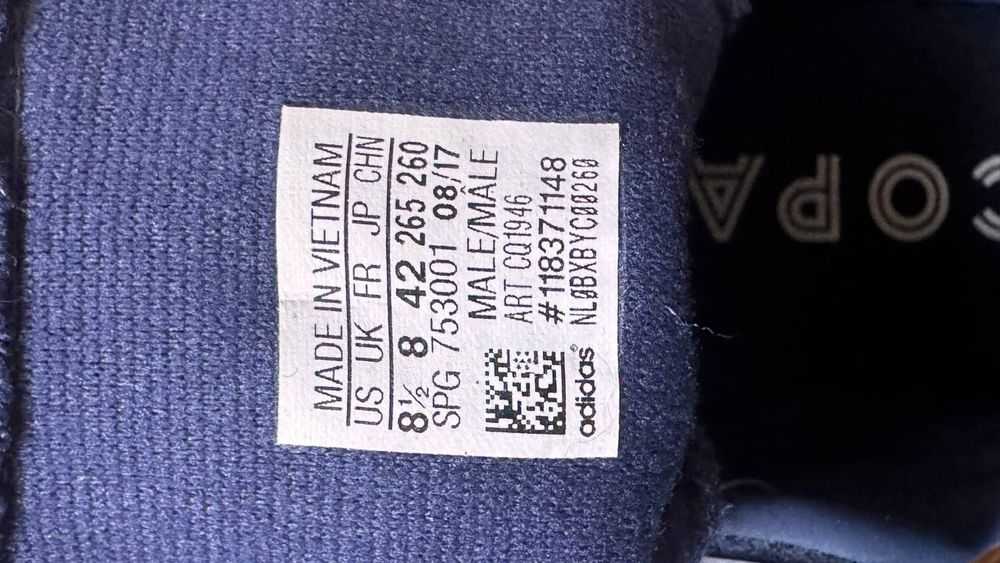 MADE IN VIETNAM
US UK FR JP CHN
8½ 8 42 265 260
SPG 753001 08/17
MALE/MÂLE
ART CQ1946
#118371148
NL0BXBYC00260
adidas®
COPA